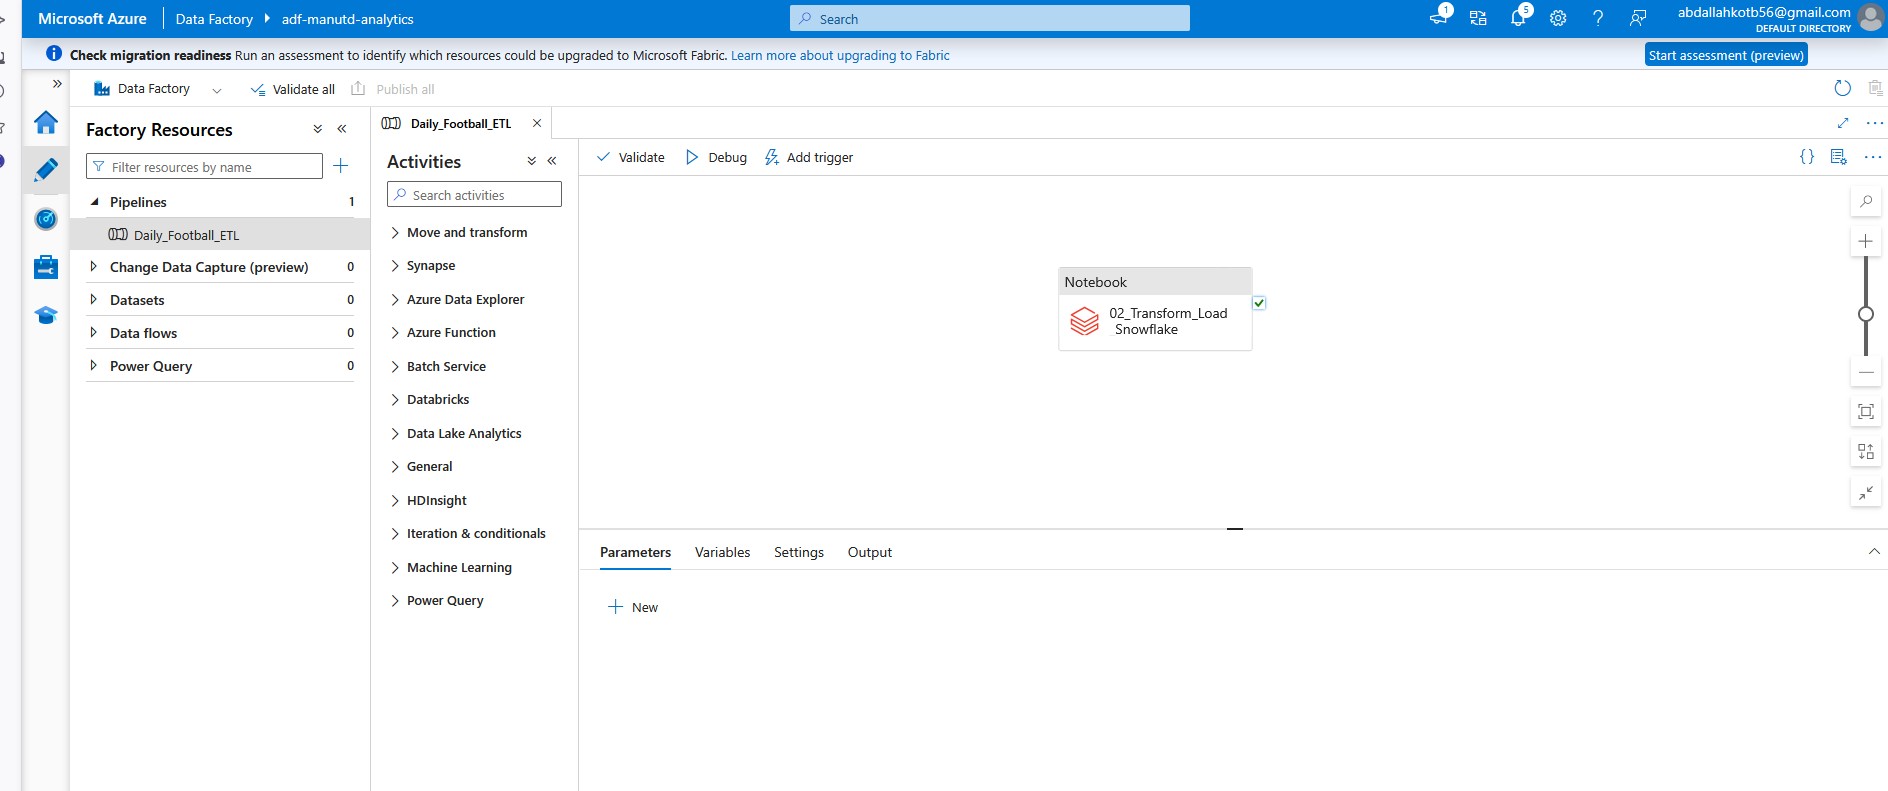 Microsoft Azure
Data Factory
adf-manutd-analytics
Search
1
5
abdallahkotb56@gmail.com
DEFAULT DIRECTORY
Check migration readiness Run an assessment to identify which resources could be upgraded to Microsoft Fabric. Learn more about upgrading to Fabric
Start assessment (preview)
Data Factory
Validate all
Publish all
Factory Resources
Filter resources by name
Pipelines 1
Daily_Football_ETL
Change Data Capture (preview) 0
Datasets 0
Data flows 0
Power Query 0
Daily_Football_ETL
Activities
Search activities
Move and transform
Synapse
Azure Data Explorer
Azure Function
Batch Service
Databricks
Data Lake Analytics
General
HDInsight
Iteration & conditionals
Machine Learning
Power Query
Validate
Debug
Add trigger
Notebook
02_Transform_Load
_Snowflake
Parameters
Variables
Settings
Output
New